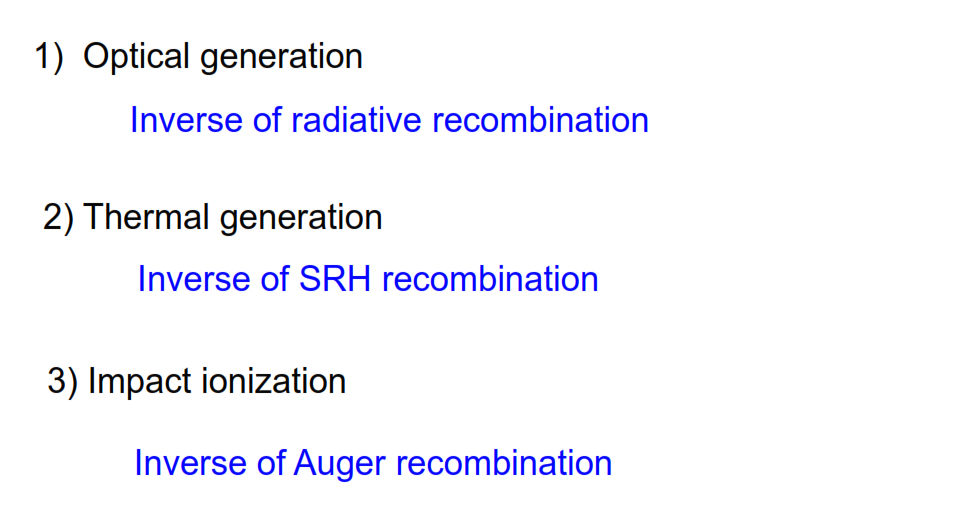 1) Optical generation
Inverse of radiative recombination
2) Thermal generation
Inverse of SRH recombination
3) Impact ionization
Inverse of Auger recombination